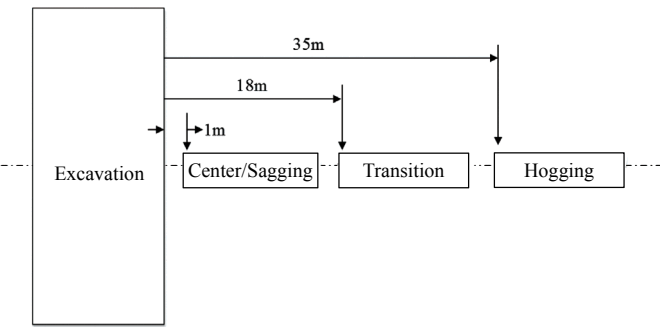 35m
18m
1m
Excavation
Center/Sagging
Transition
Hogging